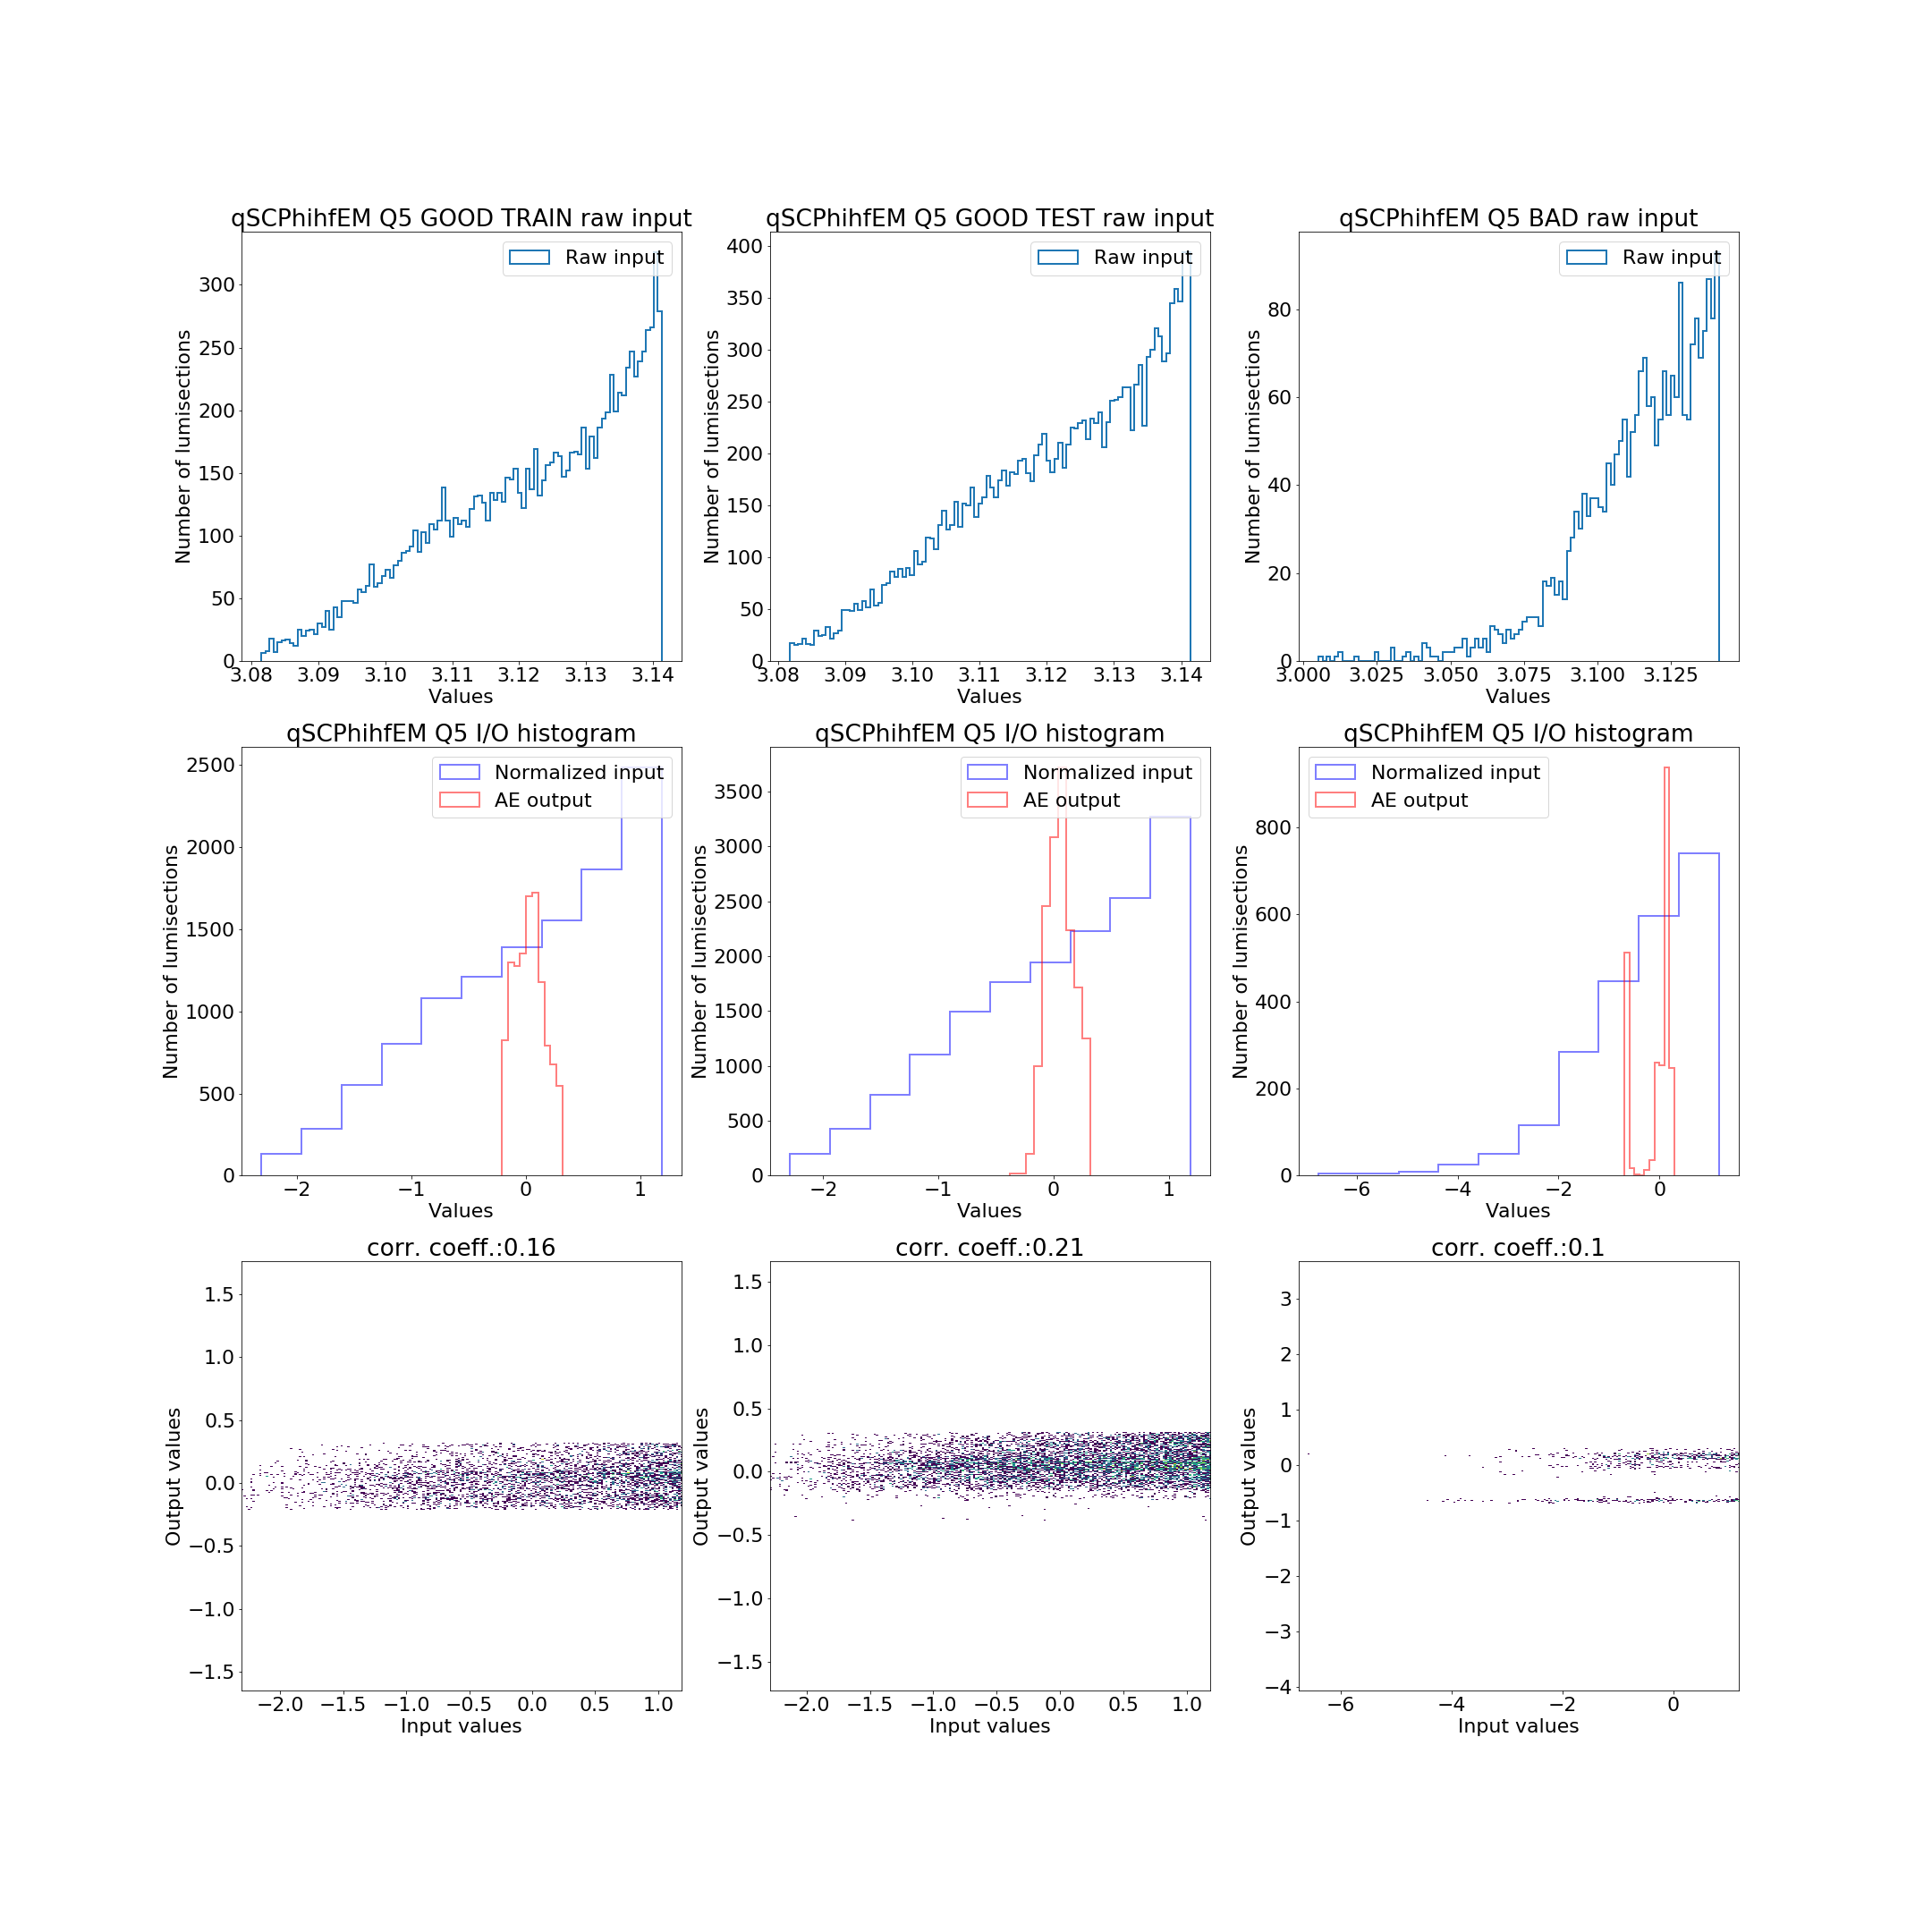 qSCPhihfEM Q5 GOOD TRAIN raw input
Raw input
Number of lumisections
0
50
100
150
200
250
300
3.08 3.09 3.10 3.11 3.12 3.13 3.14
Values
qSCPhihfEM Q5 GOOD TEST raw input
Raw input
Number of lumisections
0
50
100
150
200
250
300
350
400
3.08 3.09 3.10 3.11 3.12 3.13 3.14
Values
qSCPhihfEM Q5 BAD raw input
Raw input
Number of lumisections
0
20
40
60
80
3.000 3.025 3.050 3.075 3.100 3.125
Values
qSCPhihfEM Q5 I/O histogram
Normalized input
AE output
Number of lumisections
0
500
1000
1500
2000
2500
−2 −1 0 1
Values
qSCPhihfEM Q5 I/O histogram
Normalized input
AE output
Number of lumisections
0
500
1000
1500
2000
2500
3000
3500
−2 −1 0 1
Values
qSCPhihfEM Q5 I/O histogram
Normalized input
AE output
Number of lumisections
0
200
400
600
800
−6 −4 −2 0
Values
corr. coeff.:0.16
Output values
1.5
1.0
0.5
0.0
−0.5
−1.0
−1.5
−2.0 −1.5 −1.0 −0.5 0.0 0.5 1.0
Input values
corr. coeff.:0.21
Output values
1.5
1.0
0.5
0.0
−0.5
−1.0
−1.5
−2.0 −1.5 −1.0 −0.5 0.0 0.5 1.0
Input values
corr. coeff.:0.1
Output values
3
2
1
0
−1
−2
−3
−4
−6 −4 −2 0
Input values